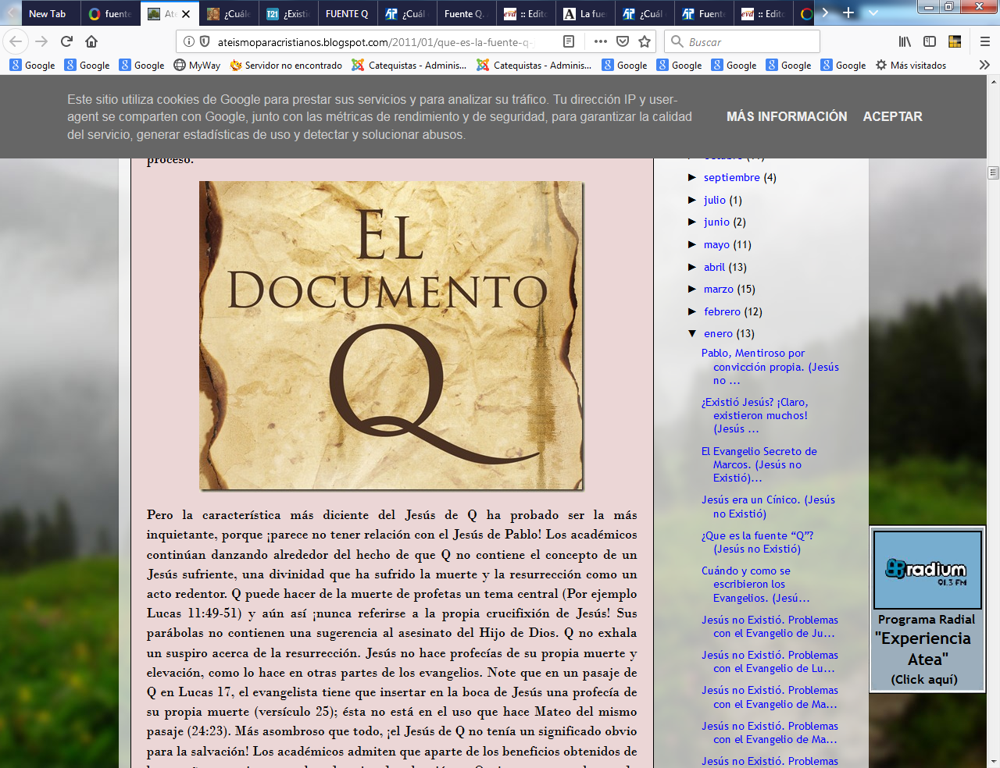 New Tab
fuente
Ate
¿Cuále
¿Existió
FUENTE Q
¿Cuál
Fuente Q.
:: Edito
La fue
¿Cuál
Fuent
:: Edito
ateismoparacristianos.blogspot.com/2011/01/que-es-la-fuente-q-
Buscar
Google
Google
Google
MyWay
Servidor no encontrado
Catequistas - Adminis...
Catequistas - Adminis...
Google
Google
Google
Google
Google
Más visitados
Este sitio utiliza cookies de Google para prestar sus servicios y para analizar su tráfico. Tu dirección IP y user-
agent se comparten con Google, junto con las métricas de rendimiento y de seguridad, para garantizar la calidad
del servicio, generar estadísticas de uso y detectar y solucionar abusos.
MÁS INFORMACIÓN
ACEPTAR
proceso.
EL
DOCUMENTO
Q
Pero la característica más diciente del Jesús de Q ha probado ser la más
inquietante, porque ¡parece no tener relación con el Jesús de Pablo! Los académicos
continúan danzando alrededor del hecho de que Q no contiene el concepto de un
Jesús sufriente, una divinidad que ha sufrido la muerte y la resurrección como un
acto redentor. Q puede hacer de la muerte de profetas un tema central (Por ejemplo
Lucas 11:49-51) y aún así ¡nunca referirse a la propia crucifixión de Jesús! Sus
parábolas no contienen una sugerencia al asesinato del Hijo de Dios. Q no exhala
un suspiro acerca de la resurrección. Jesús no hace profecías de su propia muerte y
elevación, como lo hace en otras partes de los evangelios. Note que en un pasaje de
Q en Lucas 17, el evangelista tiene que insertar en la boca de Jesús una profecía de
su propia muerte (versículo 25); ésta no está en el uso que hace Mateo del mismo
pasaje (24:23). Más asombroso que todo, ¡el Jesús de Q no tenía un significado obvio
para la salvación! Los académicos admiten que aparte de los beneficios obtenidos de
septiembre (4)
julio (1)
junio (2)
mayo (11)
abril (13)
marzo (15)
febrero (12)
enero (13)
Pablo, Mentiroso por
convicción propia. (Jesús
no ...
¿Existió Jesús? ¡Claro,
existieron muchos!
(Jesús ...
El Evangelio Secreto de
Marcos. (Jesús no
Existió)...
Jesús era un Cínico. (Jesús
no Existió)
¿Que es la fuente “Q”?
(Jesús no Existió)
Cuándo y como se
escribieron los
Evangelios. (Jesú...
Jesús no Existió. Problemas
con el Evangelio de Ju...
Jesús no Existió. Problemas
con el Evangelio de Lu...
Jesús no Existió. Problemas
con el Evangelio de Ma...
Jesús no Existió. Problemas
con el Evangelio de Ma...
Jesús no Existió. Problemas
radium
91.3 FM
Programa Radial
"Experiencia
Atea"
(Click aquí)